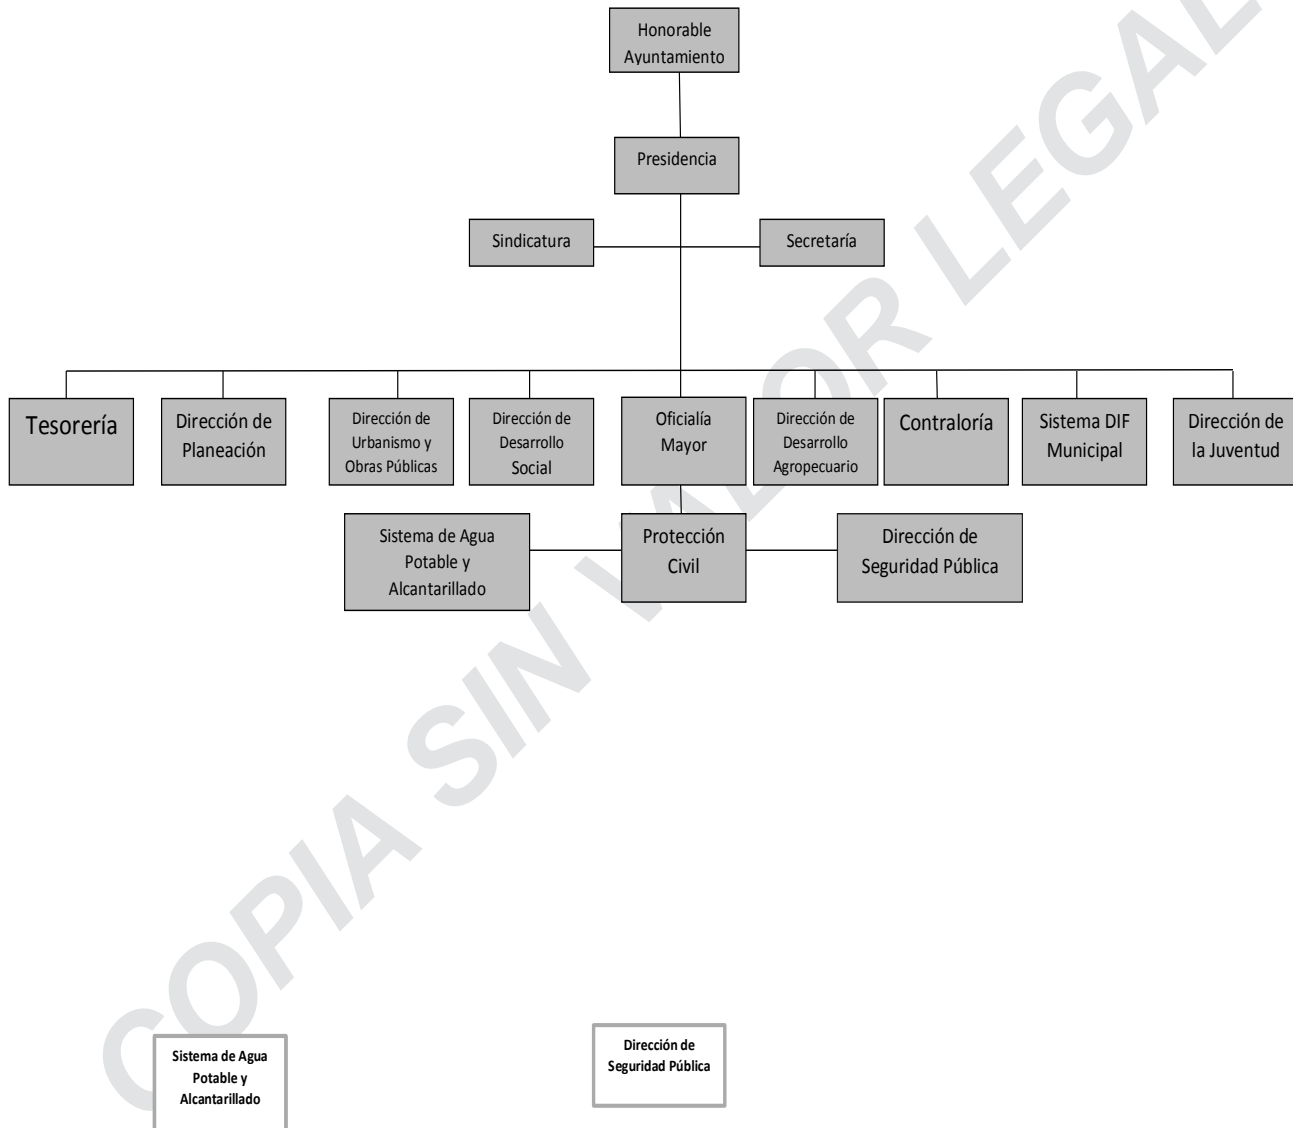 Honorable
Ayuntamiento
Presidencia
Sindicatura
Secretaría
Tesorería
Dirección de
Planeación
Dirección de
Urbanismo y
Obras Públicas
Dirección de
Desarrollo
Social
Oficialía
Mayor
Dirección de
Desarrollo
Agropecuario
Contraloría
Sistema DIF
Municipal
Dirección de
la Juventud
Sistema de Agua
Potable y
Alcantarillado
Protección
Civil
Dirección de
Seguridad Pública
COPIA SIN VALOR LEGAL
Sistema de Agua
Potable y
Alcantarillado
Dirección de
Seguridad Pública